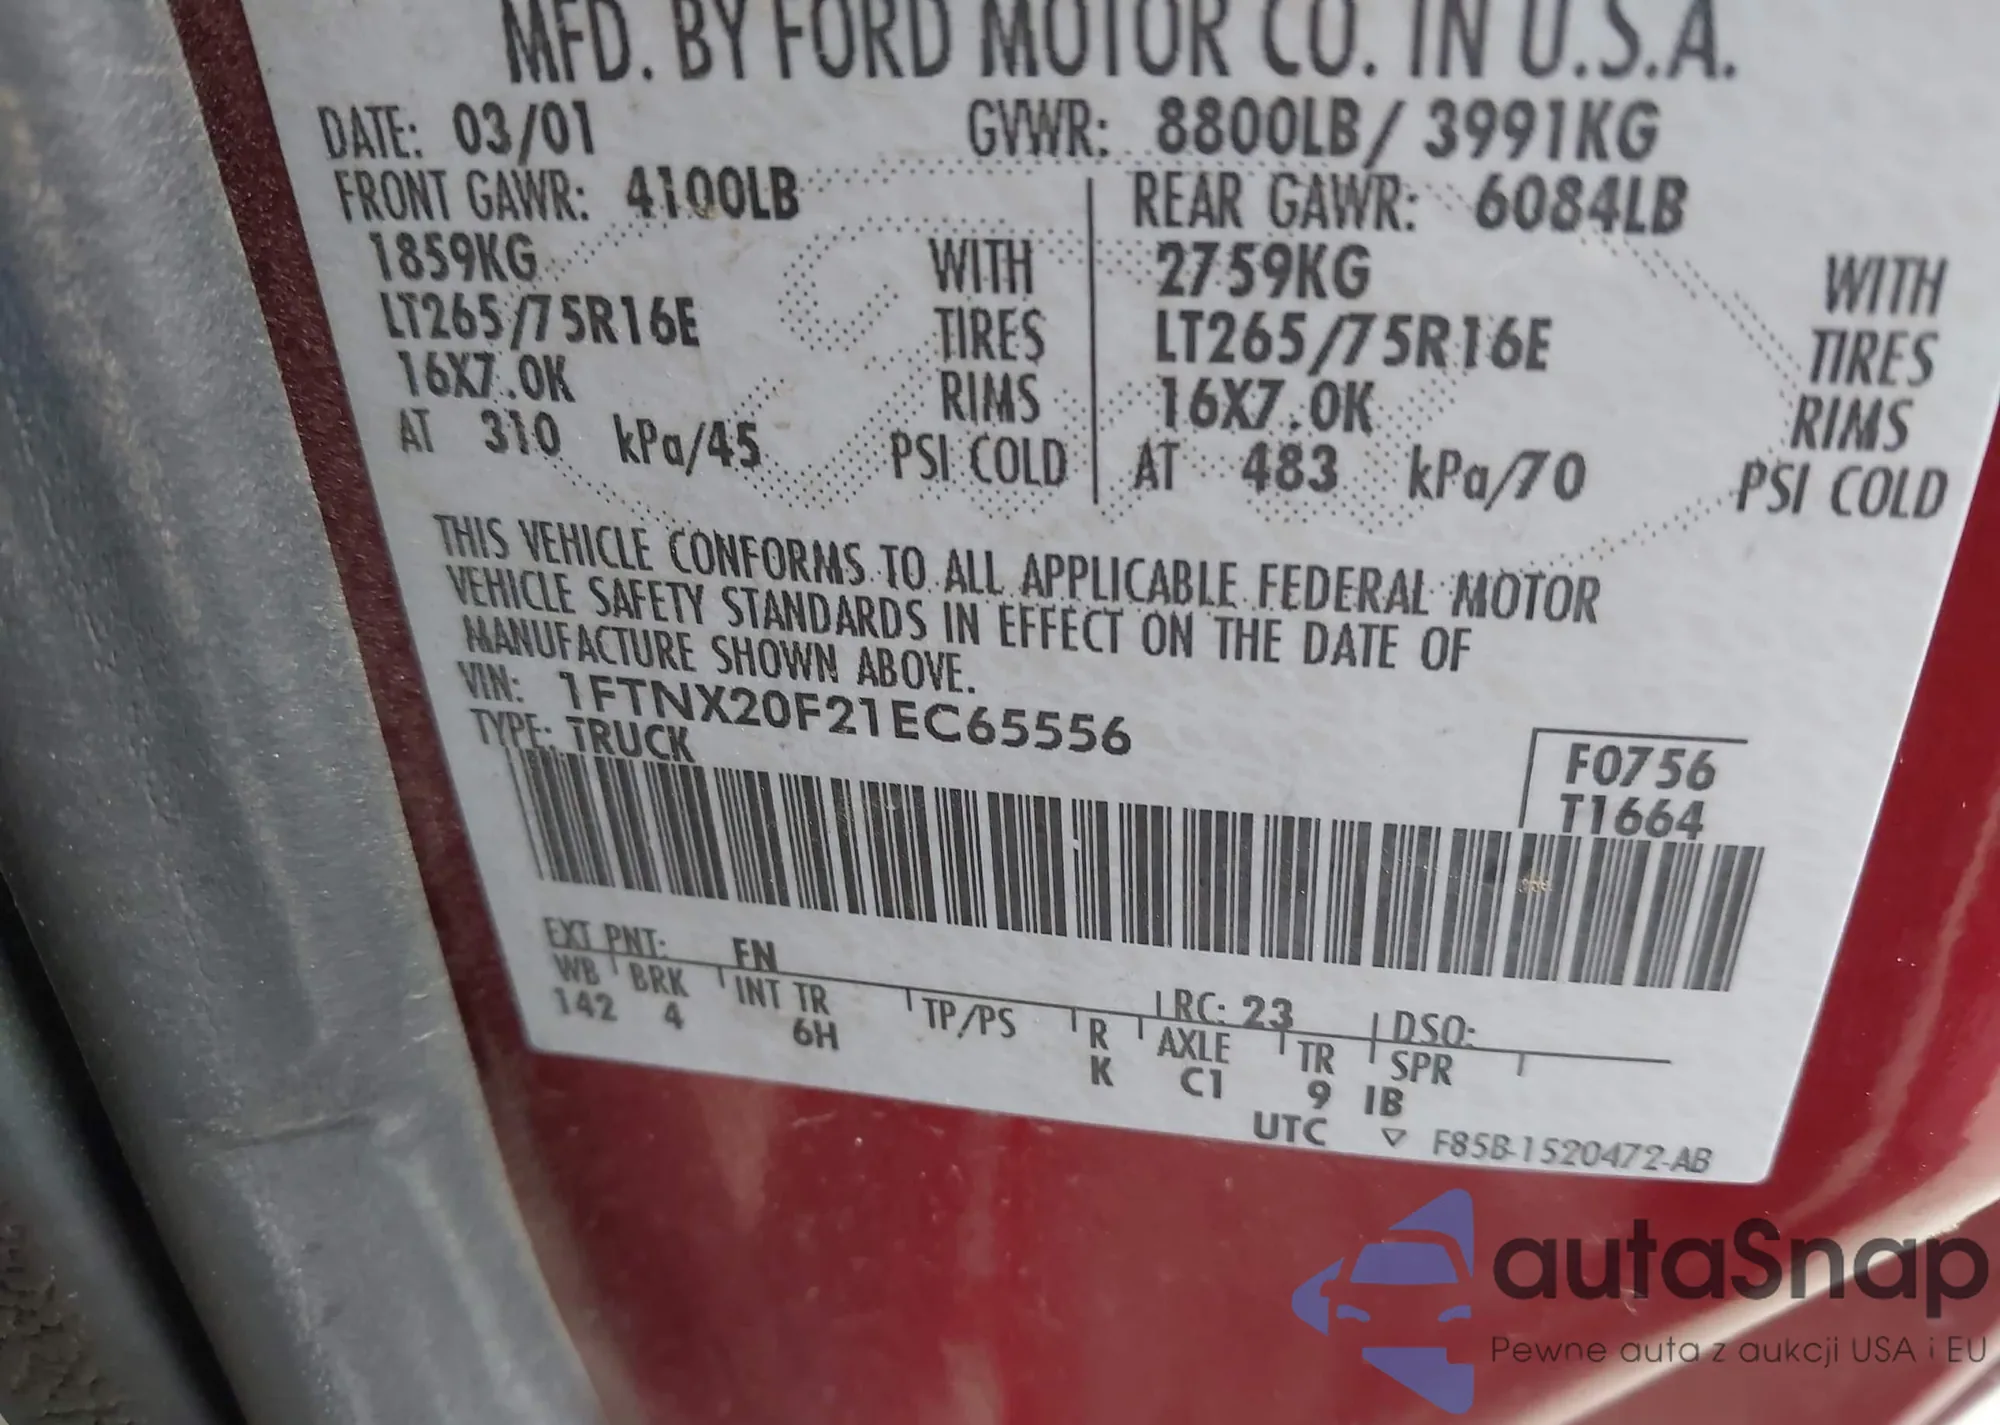 MFD. BY FORD MOTOR CO. IN U.S.A.
DATE: 03/01 GVWR: 8800LB/ 3991KG
FRONT GAWR: 4100LB REAR GAWR: 6084LB
1859KG WITH 2759KG WITH
LT265/75R16E TIRES LT265/75R16E TIRES
16X7.0K RIMS 16X7.0K RIMS
AT 310 kPa/45 PSI COLD AT 483 kPa/70 PSI COLD
THIS VEHICLE CONFORMS TO ALL APPLICABLE FEDERAL MOTOR
VEHICLE SAFETY STANDARDS IN EFFECT ON THE DATE OF
MANUFACTURE SHOWN ABOVE.
VIN: 1FTNX20F21EC65556
TYPE: TRUCK
F0756
T1664
EXT PNT: FN RC: 23 DSO:
WB BRK INT TR TP/PS R AXLE TR SPR
142 4 6H K C1 9 IB
UTC ▽ F85B-1520472-AB
autaSnap
Pewne auta z aukcji USA i EU